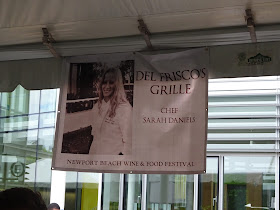 DEL FRISCO'S
GRILLE
CHEF
SARAH DANIELS
NEWPORT BEACH WINE & FOOD FESTIVAL